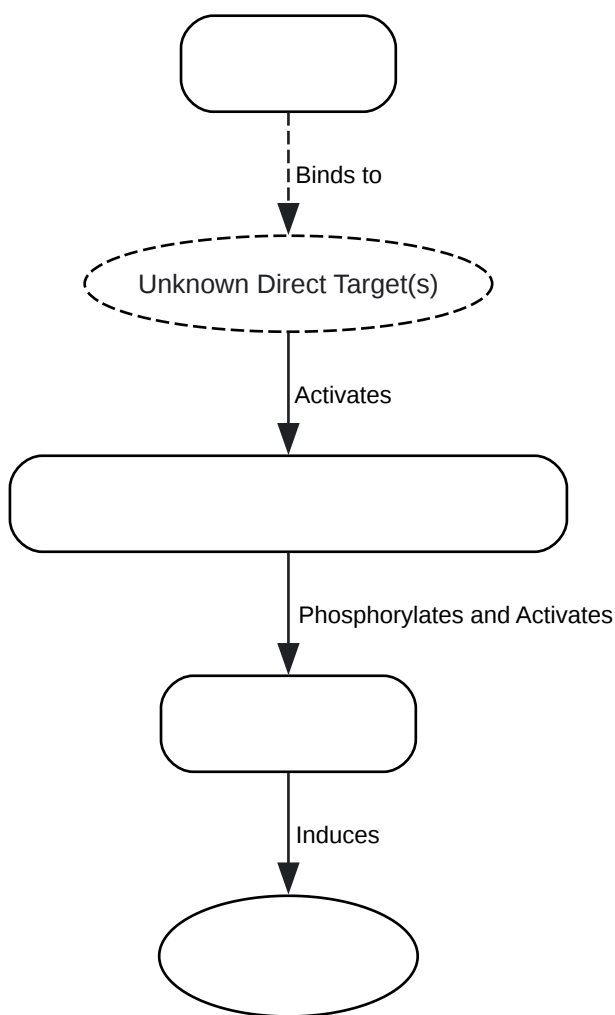 Binds to
Unknown Direct Target(s)
Activates
Phosphorylates and Activates
Induces